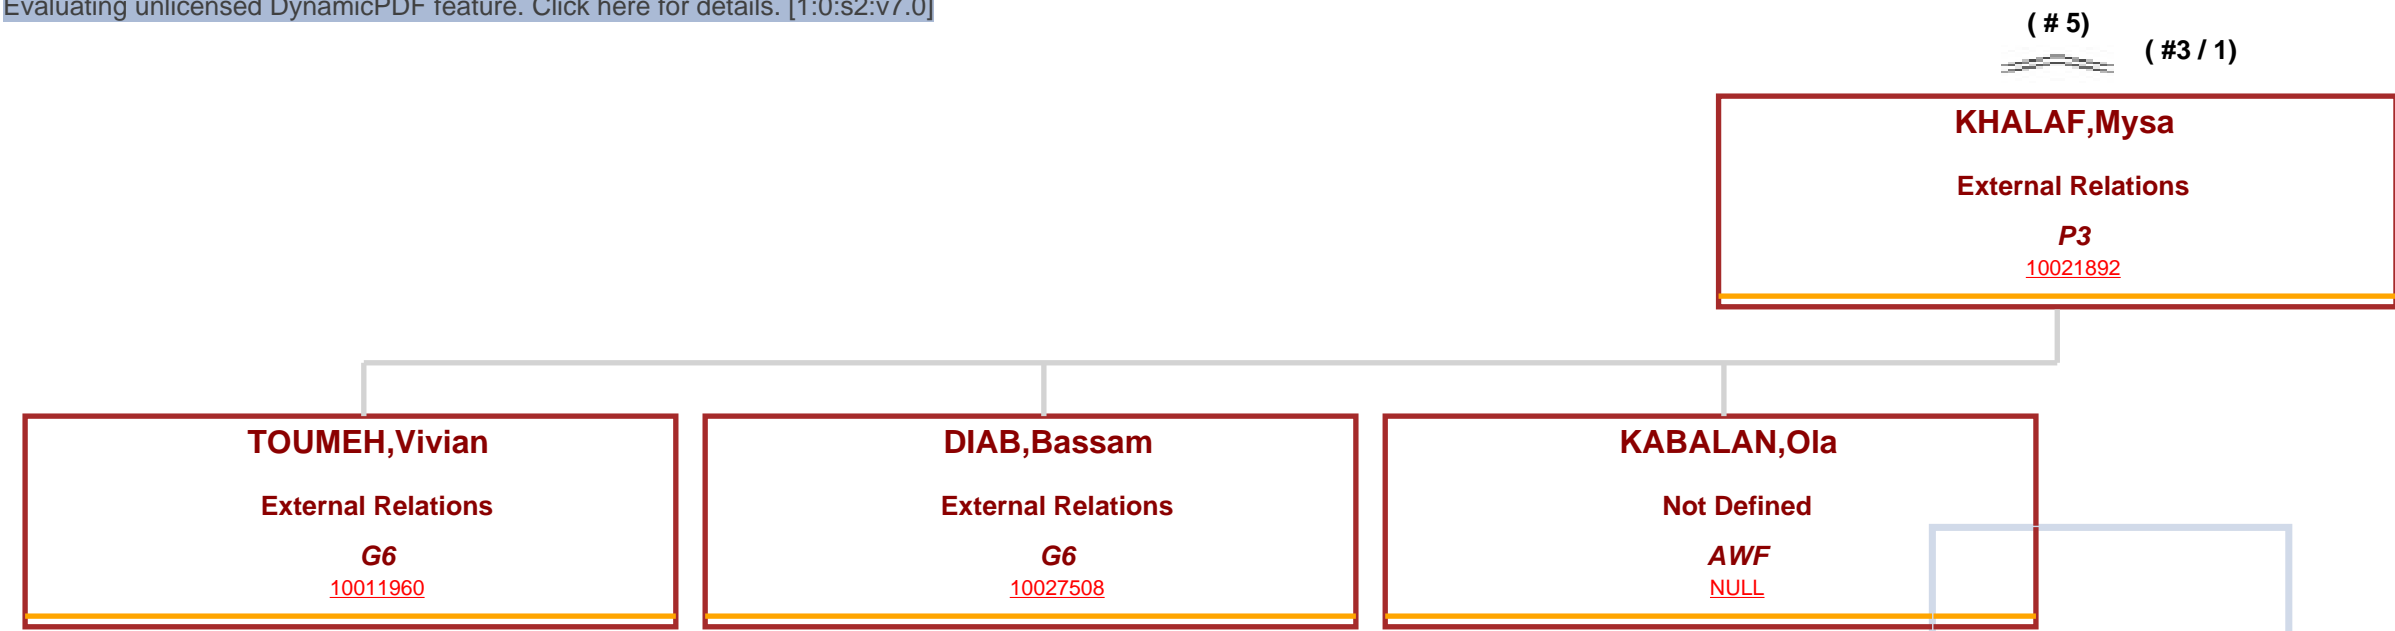 Evaluating unlicensed DynamicPDF feature. Click here for details. [1:0:s2:v7.0]
( # 5)
( #3 / 1)
KHALAF,Mysa
External Relations
P3
10021892
TOUMEH,Vivian
External Relations
G6
10011960
DIAB,Bassam
External Relations
G6
10027508
KABALAN,Ola
Not Defined
AWF
NULL